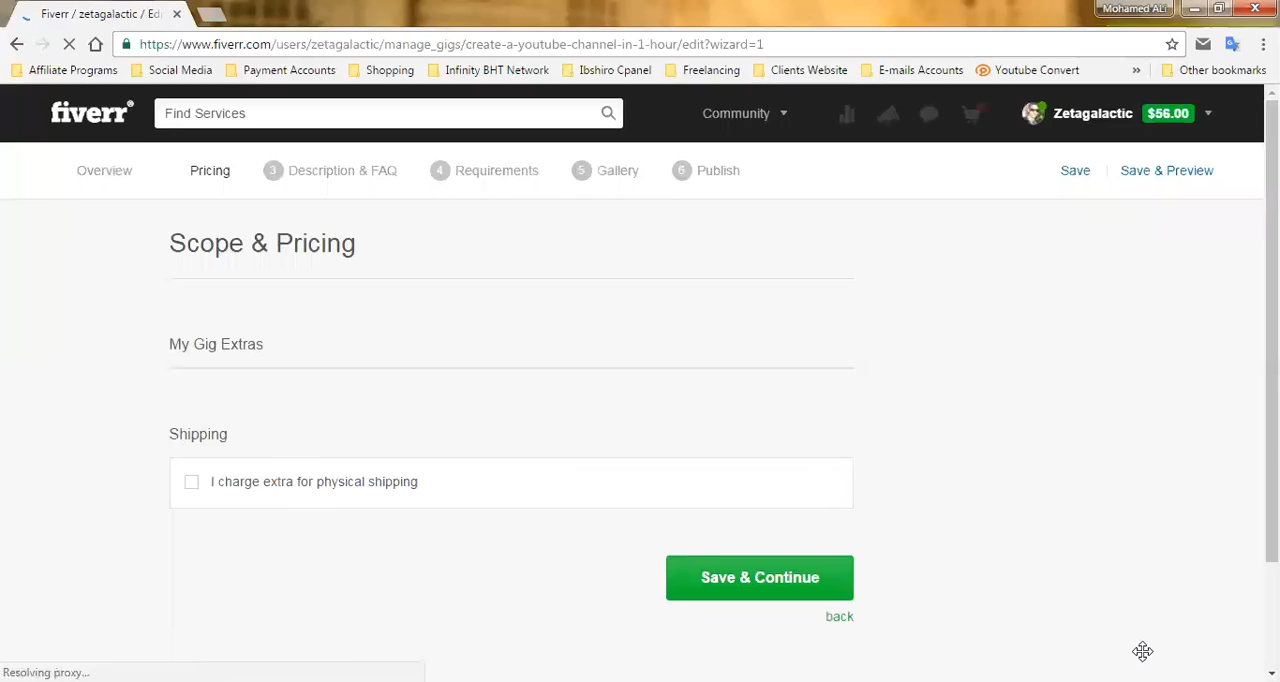 Fiverr / zetagalactic / Ed
Mohamed ALi
https://www.fiverr.com/users/zetagalactic/manage_gigs/create-a-youtube-channel-in-1-hour/edit?wizard=1
Affiliate Programs Social Media Payment Accounts Shopping Infinity BHT Network Ibshiro Cpanel Freelancing Clients Website E-mails Accounts Youtube Convert » Other bookmarks
fiverr® Find Services Community Zetagalactic $56.00
Overview Pricing 3 Description & FAQ 4 Requirements 5 Gallery 6 Publish Save Save & Preview
Scope & Pricing
My Gig Extras
Shipping
I charge extra for physical shipping
Save & Continue
back
Resolving proxy...